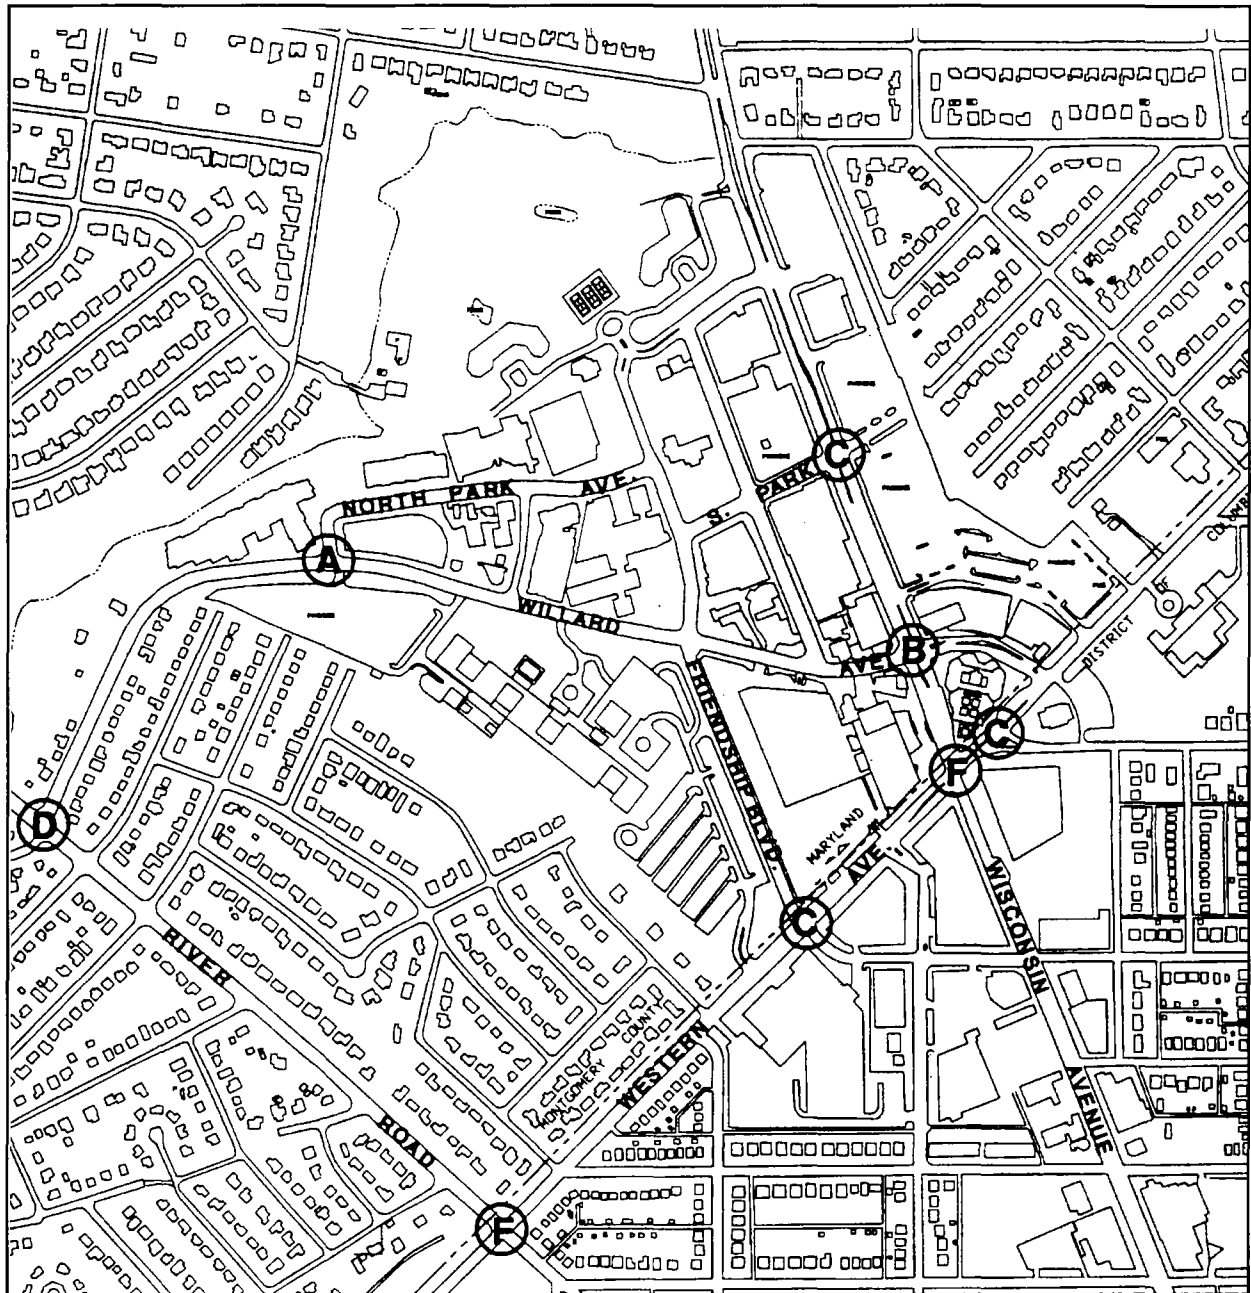 C
PARK
S.
NORTH PARK AVE.
A
WILLARD
AVE.
B
COLUMB
OF
DISTRICT
FRIENDSHIP BLVD.
C
F
D
MARYLAND
AVE.
C
WISCONSIN
RIVER
MONTGOMERY COUNTY
WESTERN
AVENUE
ROAD
F